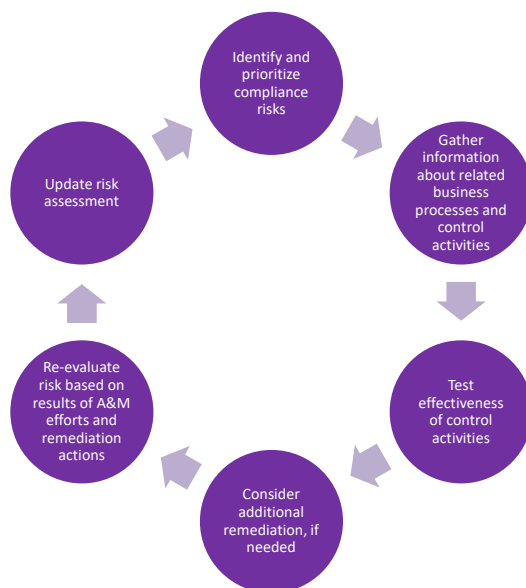 Identify and
prioritize
compliance
risks
Gather
information
about related
business
processes and
control
activities
Test
effectiveness
of control
activities
Consider
additional
remediation, if
needed
Re-evaluate
risk based on
results of A&M
efforts and
remediation
actions
Update risk
assessment